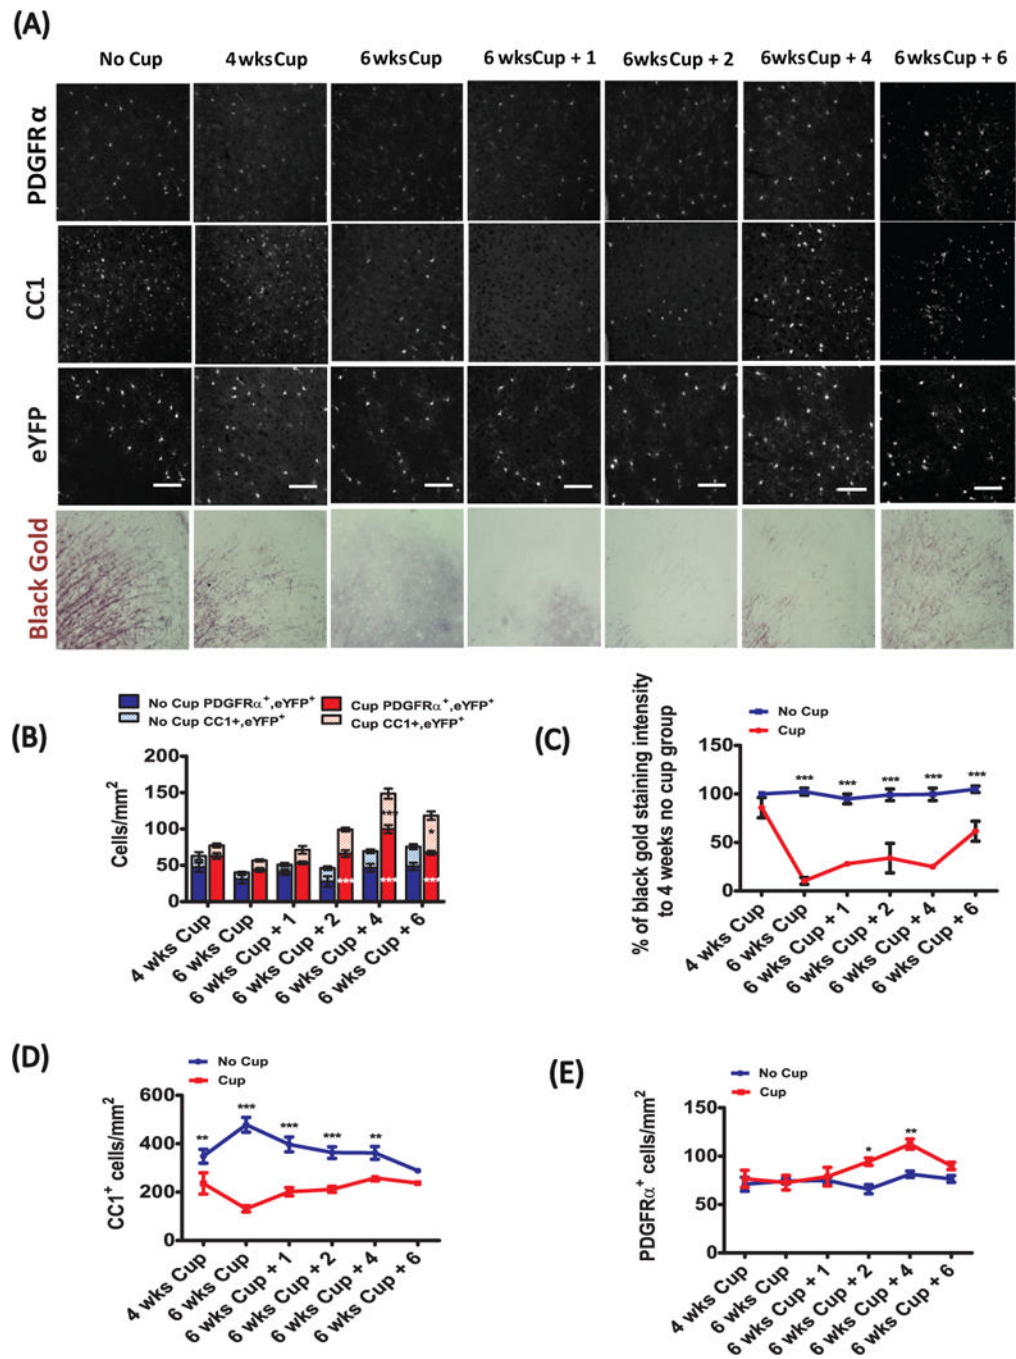 (A)
No Cup 4wksCup 6wksCup 6wksCup + 1 6wksCup + 2 6wksCup + 4 6wksCup + 6
PDGFRα
CC1
eYFP
Black Gold
(B)
No Cup PDGFRα⁺,eYFP⁺ Cup PDGFRα⁺,eYFP⁺
No Cup CC1+,eYFP⁺ Cup CC1+,eYFP⁺
Cells/mm²
200
150
100
50
0
*** *** * *** *** 
4 wks Cup
6 wks Cup
6 wks Cup + 1
6 wks Cup + 2
6 wks Cup + 4
6 wks Cup + 6
(C)
No Cup
Cup
% of black gold staining intensity
to 4 weeks no cup group
150
100
50
0
*** *** *** *** ***
4 wks Cup
6 wks Cup
6 wks Cup + 1
6 wks Cup + 2
6 wks Cup + 4
6 wks Cup + 6
(D)
No Cup
Cup
CC1⁺ cells/mm²
600
400
200
0
** *** *** *** **
4 wks Cup
6 wks Cup
6 wks Cup + 1
6 wks Cup + 2
6 wks Cup + 4
6 wks Cup + 6
(E)
No Cup
Cup
PDGFRα⁺ cells/mm²
150
100
50
0
* **
4 wks Cup
6 wks Cup
6 wks Cup + 1
6 wks Cup + 2
6 wks Cup + 4
6 wks Cup + 6